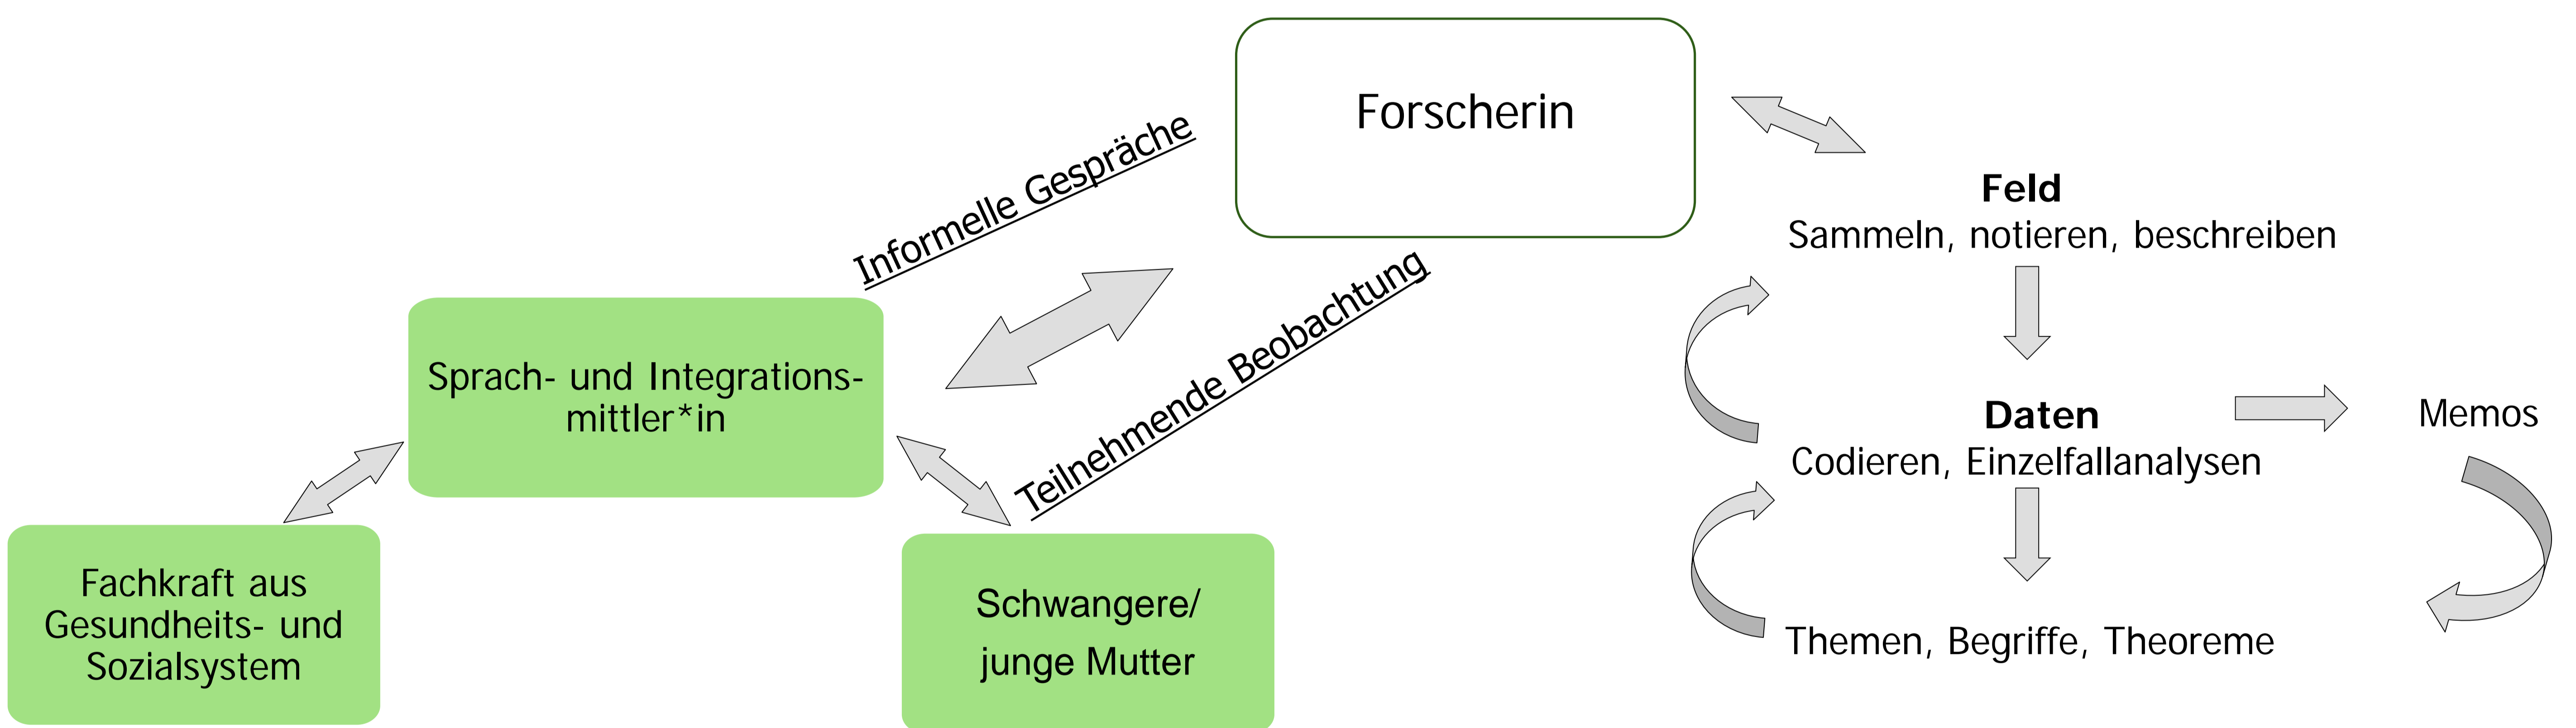 Forscherin
Informelle Gespräche
Teilnehmende Beobachtung
Sprach- und Integrations-
mittler*in
Fachkraft aus
Gesundheits- und
Sozialsystem
Schwangere/
junge Mutter
Feld
Sammeln, notieren, beschreiben
Daten
Codieren, Einzelfallanalysen
Memos
Themen, Begriffe, Theoreme